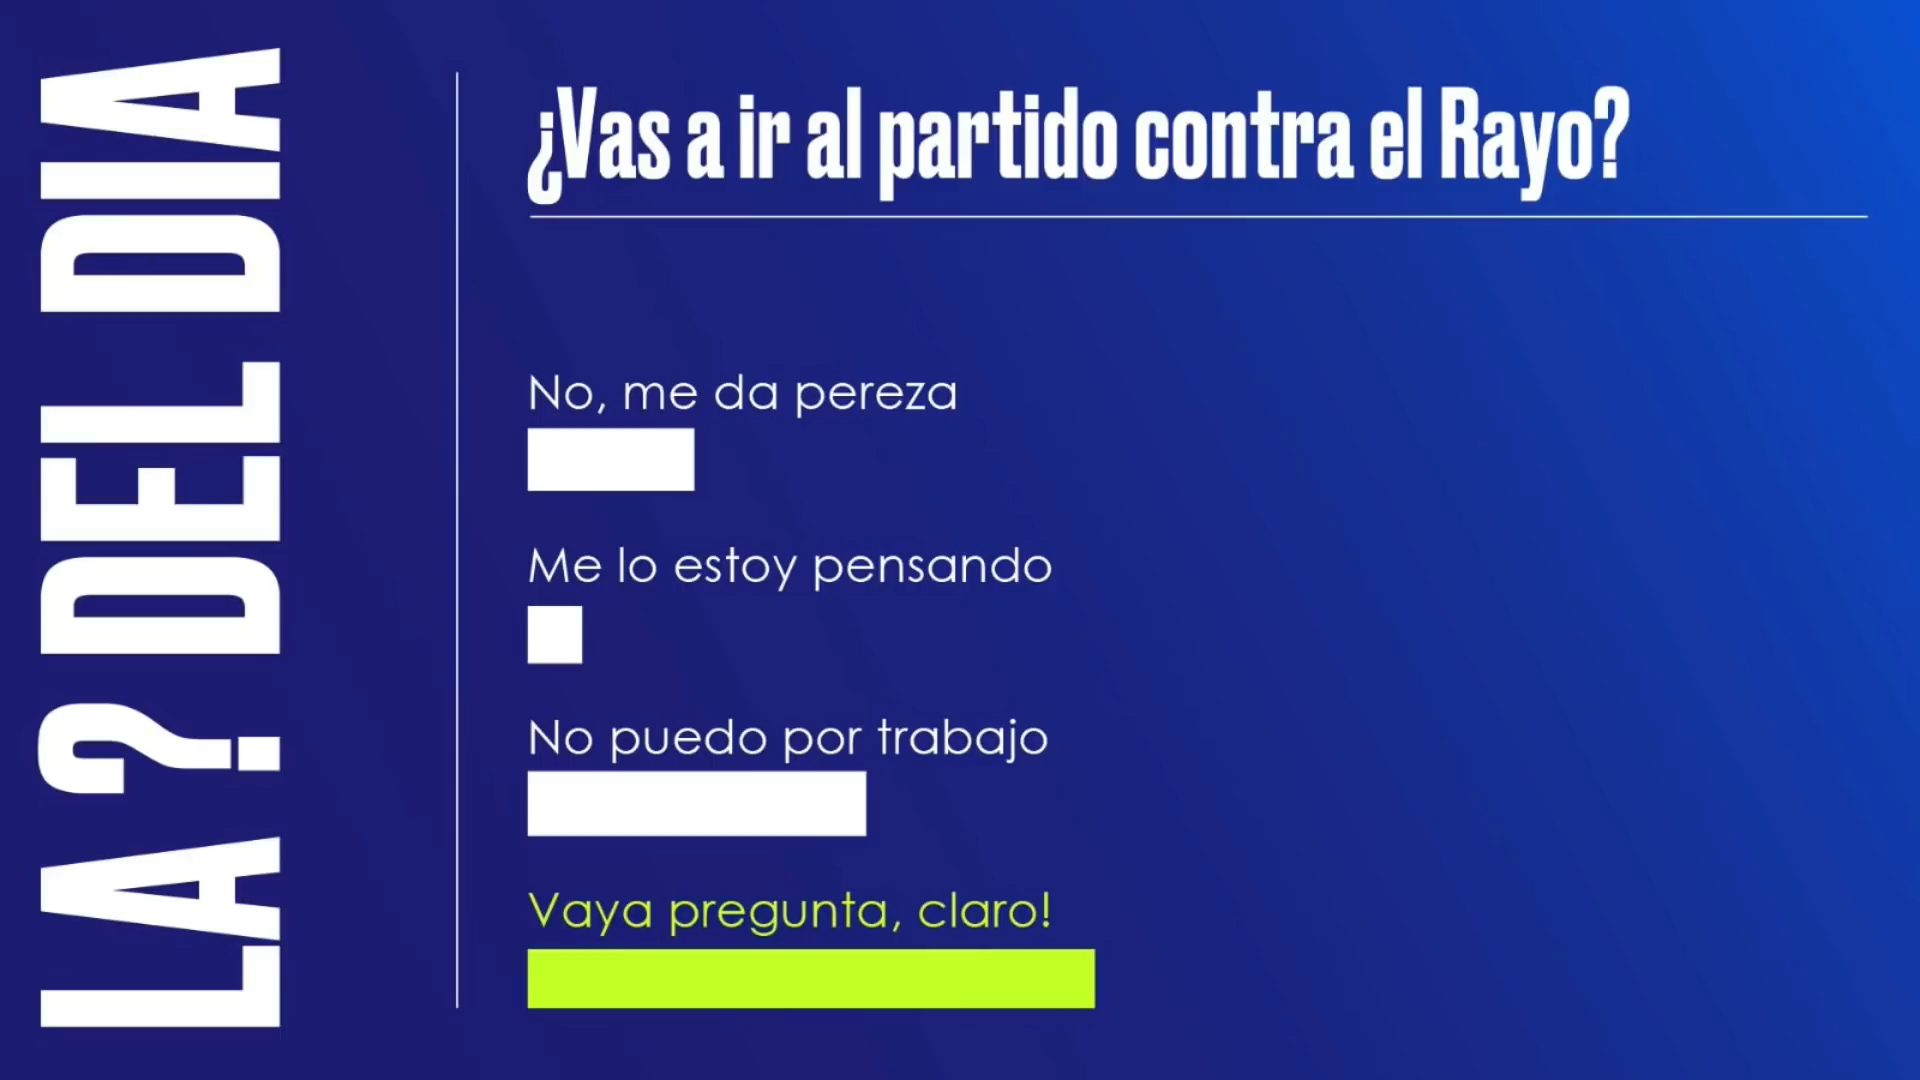 LA ? DEL DIA
¿Vas a ir al partido contra el Rayo?
No, me da pereza
Me lo estoy pensando
No puedo por trabajo
Vaya pregunta, claro!